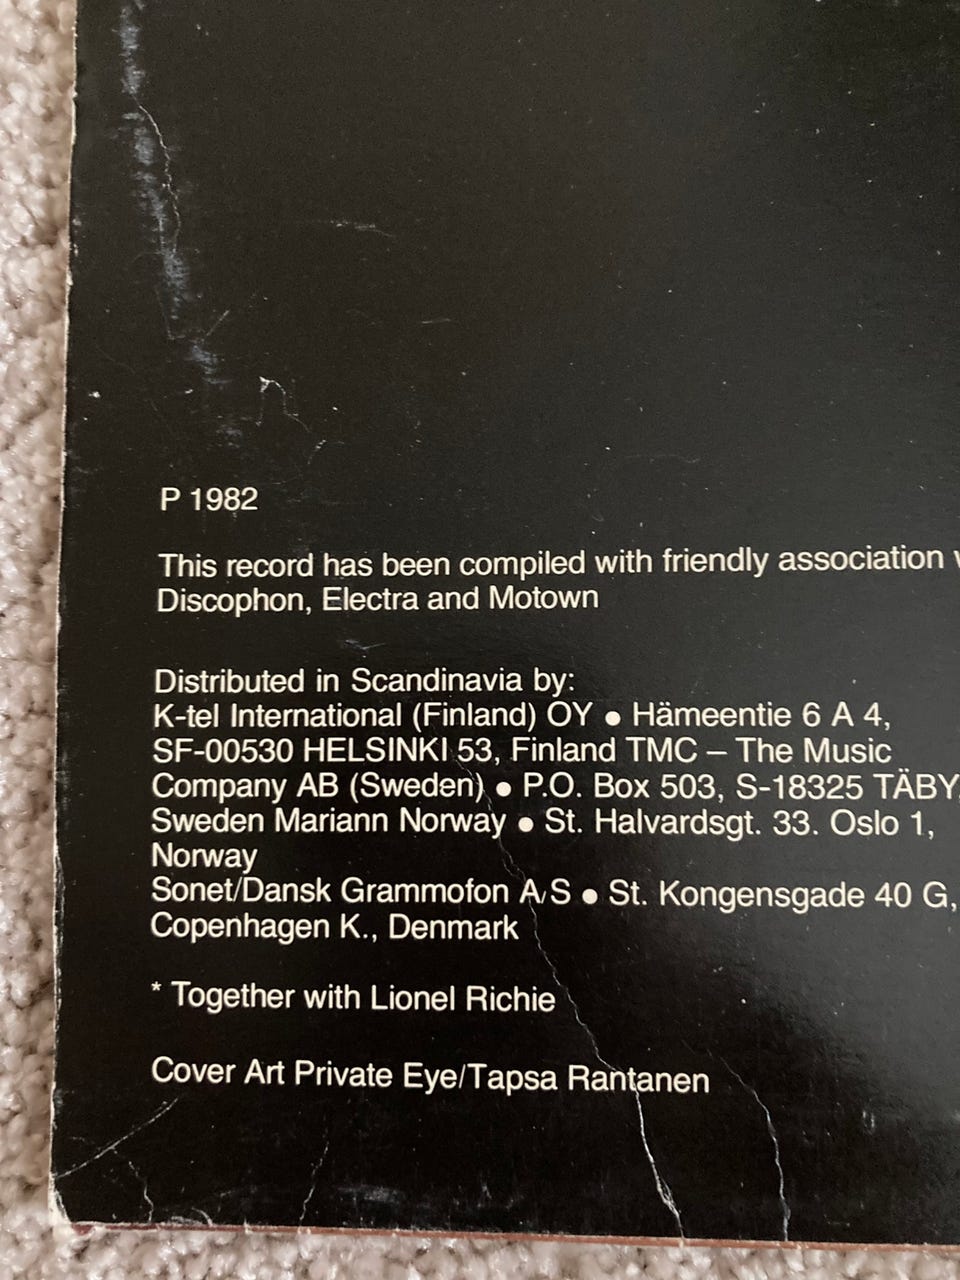 P 1982
This record has been compiled with friendly association
Discophon, Electra and Motown
Distributed in Scandinavia by:
K-tel International (Finland) OY ● Hämeentie 6 A 4,
SF-00530 HELSINKI 53, Finland TMC – The Music
Company AB (Sweden) ● P.O. Box 503, S-18325 TÄBY,
Sweden Mariann Norway ● St. Halvardsgt. 33. Oslo 1,
Norway
Sonet/Dansk Grammofon A/S ● St. Kongensgade 40 G,
Copenhagen K., Denmark
* Together with Lionel Richie
Cover Art Private Eye/Tapsa Rantanen